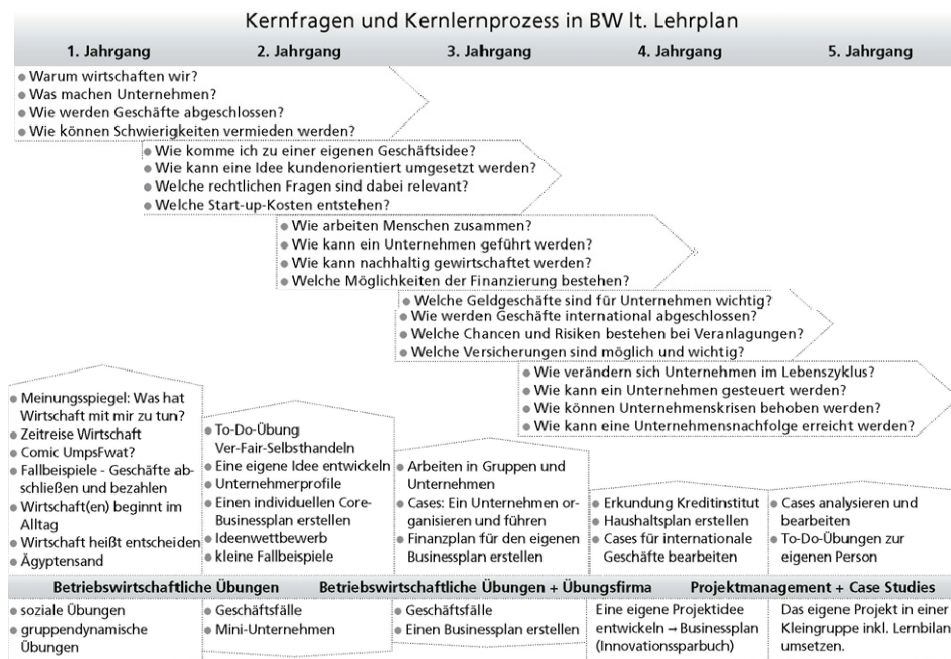 Kernfragen und Kernlernprozess in BW lt. Lehrplan
1. Jahrgang 2. Jahrgang 3. Jahrgang 4. Jahrgang 5. Jahrgang
Warum wirtschaften wir?
Was machen Unternehmen?
Wie werden Geschäfte abgeschlossen?
Wie können Schwierigkeiten vermieden werden?
Wie komme ich zu einer eigenen Geschäftsidee?
Wie kann eine Idee kundenorientiert umgesetzt werden?
Welche rechtlichen Fragen sind dabei relevant?
Welche Start-up-Kosten entstehen?
Wie arbeiten Menschen zusammen?
Wie kann ein Unternehmen geführt werden?
Wie kann nachhaltig gewirtschaftet werden?
Welche Möglichkeiten der Finanzierung bestehen?
Welche Geldgeschäfte sind für Unternehmen wichtig?
Wie werden Geschäfte international abgeschlossen?
Welche Chancen und Risiken bestehen bei Veranlagungen?
Welche Versicherungen sind möglich und wichtig?
Wie verändern sich Unternehmen im Lebenszyklus?
Wie kann ein Unternehmen gesteuert werden?
Wie können Unternehmenskrisen behoben werden?
Wie kann eine Unternehmensnachfolge erreicht werden?
Meinungsspiegel: Was hat
Wirtschaft mit mir zu tun?
Zeitreise Wirtschaft
Comic UmpsFwat?
Fallbeispiele - Geschäfte ab-
schließen und bezahlen
Wirtschaft(en) beginnt im
Alltag
Wirtschaft heißt entscheiden
Ägyptensand
To-Do-Übung
Ver-Fair-Selbsthandeln
Eine eigene Idee entwickeln
Unternehmerprofile
Einen individuellen Core-
Businessplan erstellen
Ideenwettbewerb
kleine Fallbeispiele
Arbeiten in Gruppen und
Unternehmen
Cases: Ein Unternehmen or-
ganisieren und führen
Finanzplan für den eigenen
Businessplan erstellen
Erkundung Kreditinstitut
Haushaltsplan erstellen
Cases für internationale
Geschäfte bearbeiten
Cases analysieren und
bearbeiten
To-Do-Übungen zur
eigenen Person
Betriebswirtschaftliche Übungen Betriebswirtschaftliche Übungen + Übungsfirma Projektmanagement + Case Studies
soziale Übungen
gruppendynamische
Übungen
Geschäftsfälle
Mini-Unternehmen
Geschäftsfälle
Einen Businessplan erstellen
Eine eigene Projektidee
entwickeln → Businessplan
(Innovationssparbuch)
Das eigene Projekt in einer
Kleingruppe inkl. Lernbilan
umsetzen.